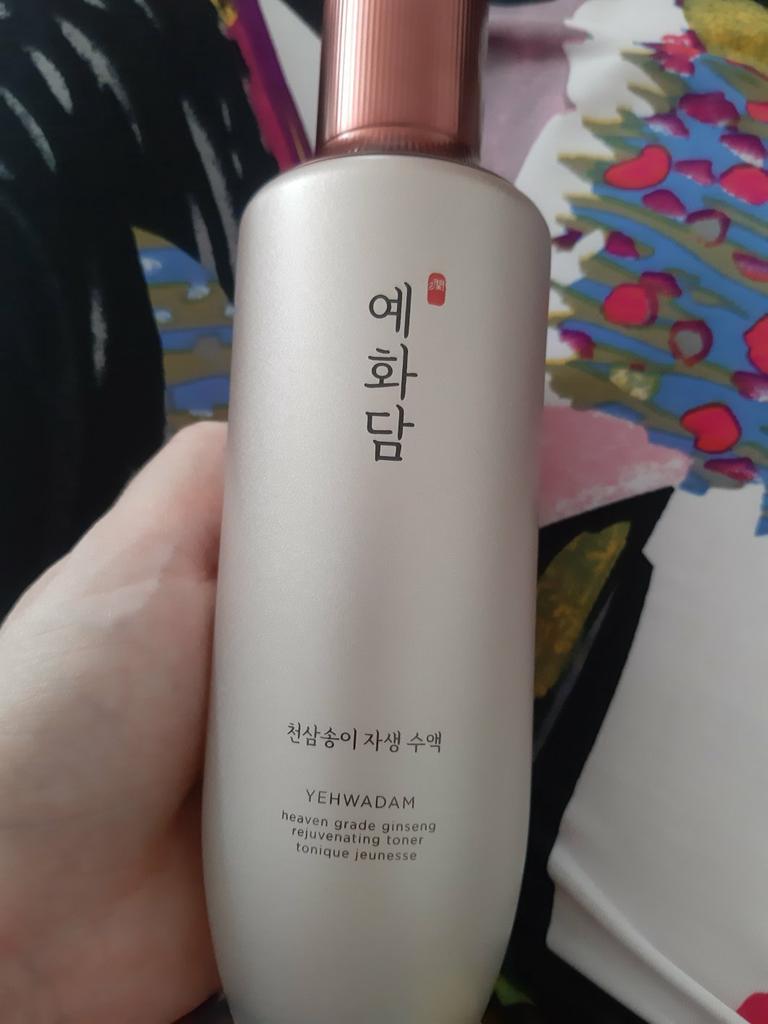 예화담
천삼송이 자생 수액
YEHWADAM
heaven grade ginseng
rejuvenating toner
tonique jeunesse